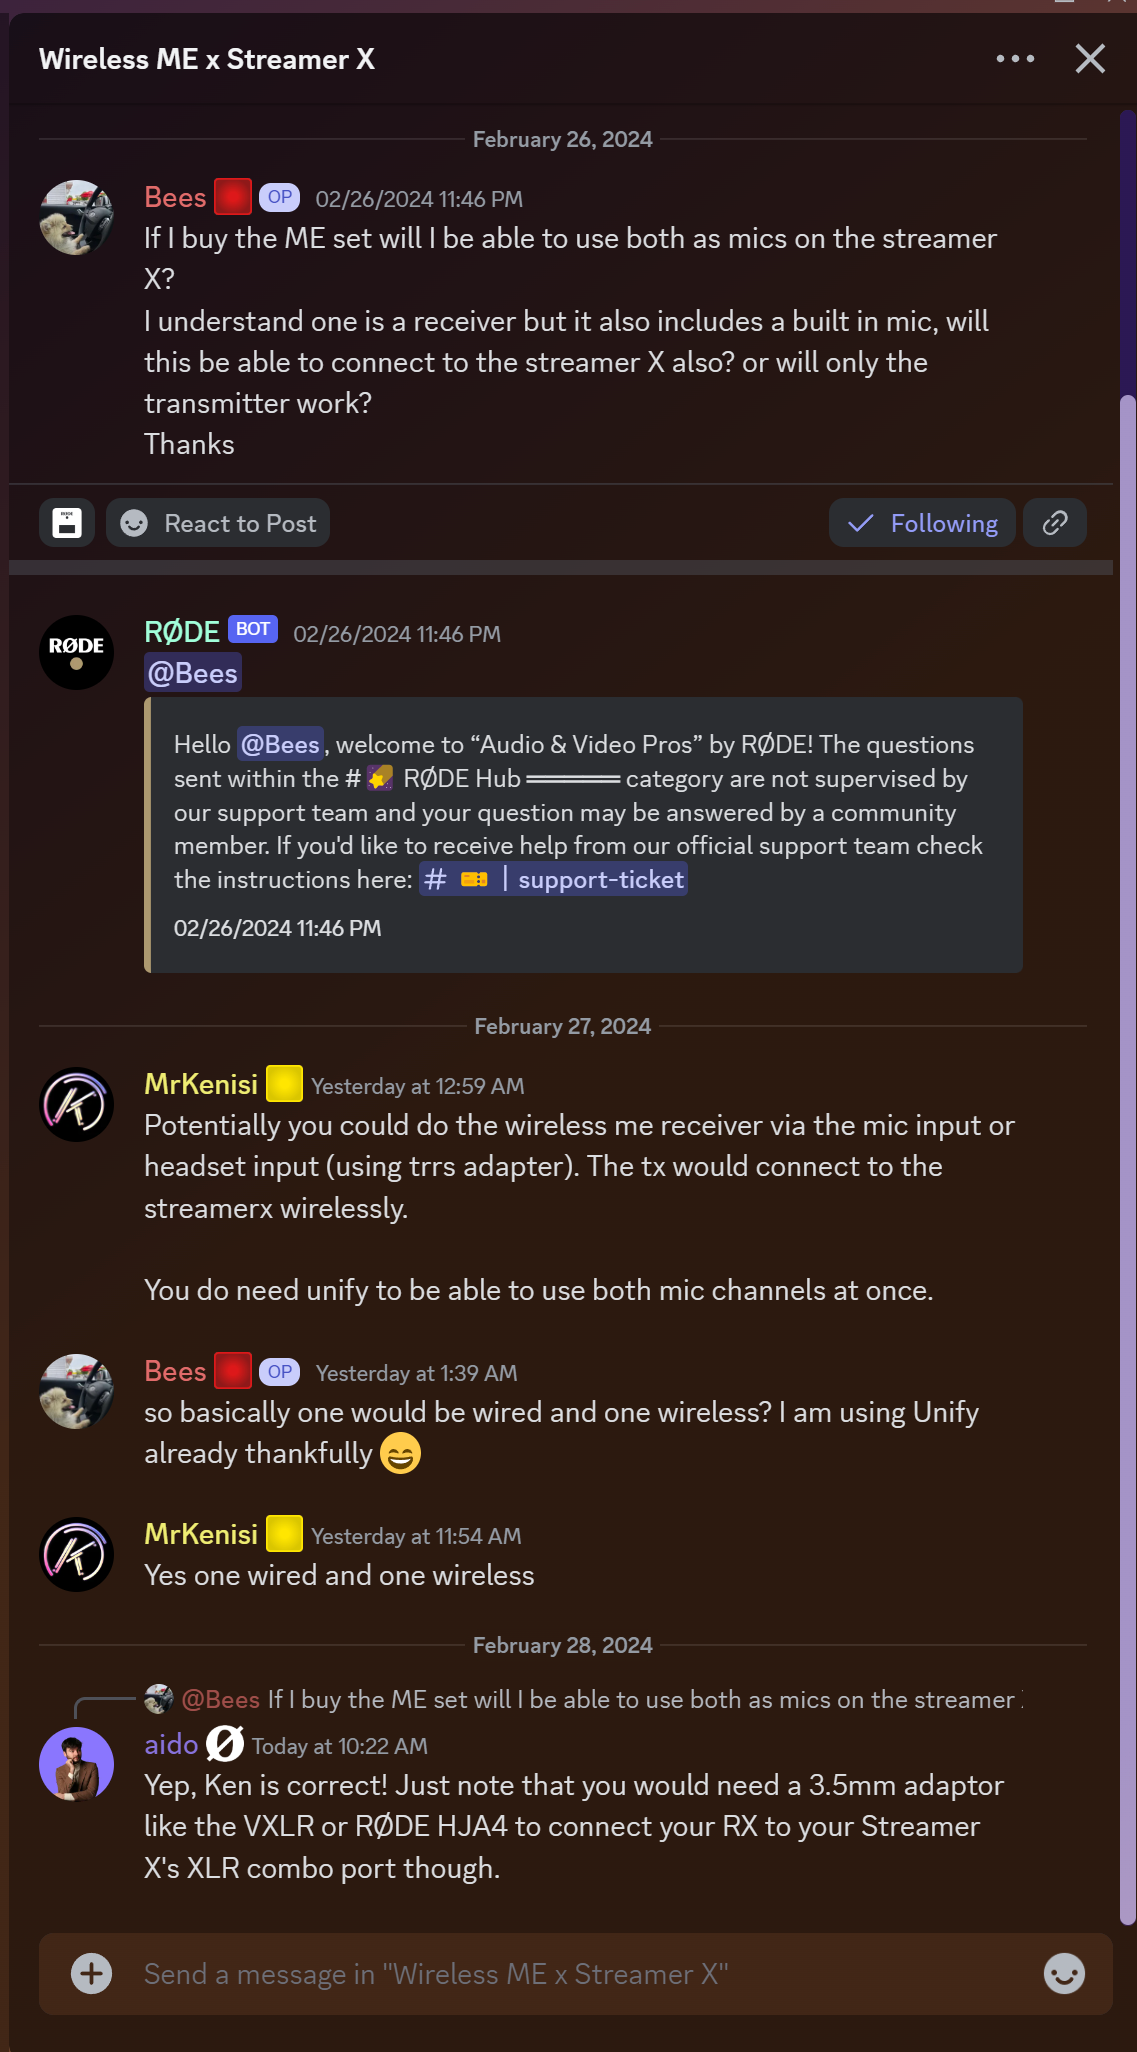 Wireless ME x Streamer X
February 26, 2024
Bees OP 02/26/2024 11:46 PM
If I buy the ME set will I be able to use both as mics on the streamer
X?
I understand one is a receiver but it also includes a built in mic, will
this be able to connect to the streamer X also? or will only the
transmitter work?
Thanks
React to Post
Following
RØDE
RØDE BOT 02/26/2024 11:46 PM
@Bees
Hello @Bees, welcome to “Audio & Video Pros” by RØDE! The questions
sent within the # RØDE Hub ══════ category are not supervised by
our support team and your question may be answered by a community
member. If you'd like to receive help from our official support team check
the instructions here: # 🎫 | support-ticket
02/26/2024 11:46 PM
February 27, 2024
MrKenisi Yesterday at 12:59 AM
Potentially you could do the wireless me receiver via the mic input or
headset input (using trrs adapter). The tx would connect to the
streamerx wirelessly.
You do need unify to be able to use both mic channels at once.
Bees OP Yesterday at 1:39 AM
so basically one would be wired and one wireless? I am using Unify
already thankfully 😄
MrKenisi Yesterday at 11:54 AM
Yes one wired and one wireless
February 28, 2024
@Bees If I buy the ME set will I be able to use both as mics on the streamer
aido Ø Today at 10:22 AM
Yep, Ken is correct! Just note that you would need a 3.5mm adaptor
like the VXLR or RØDE HJA4 to connect your RX to your Streamer
X's XLR combo port though.
Send a message in "Wireless ME x Streamer X"